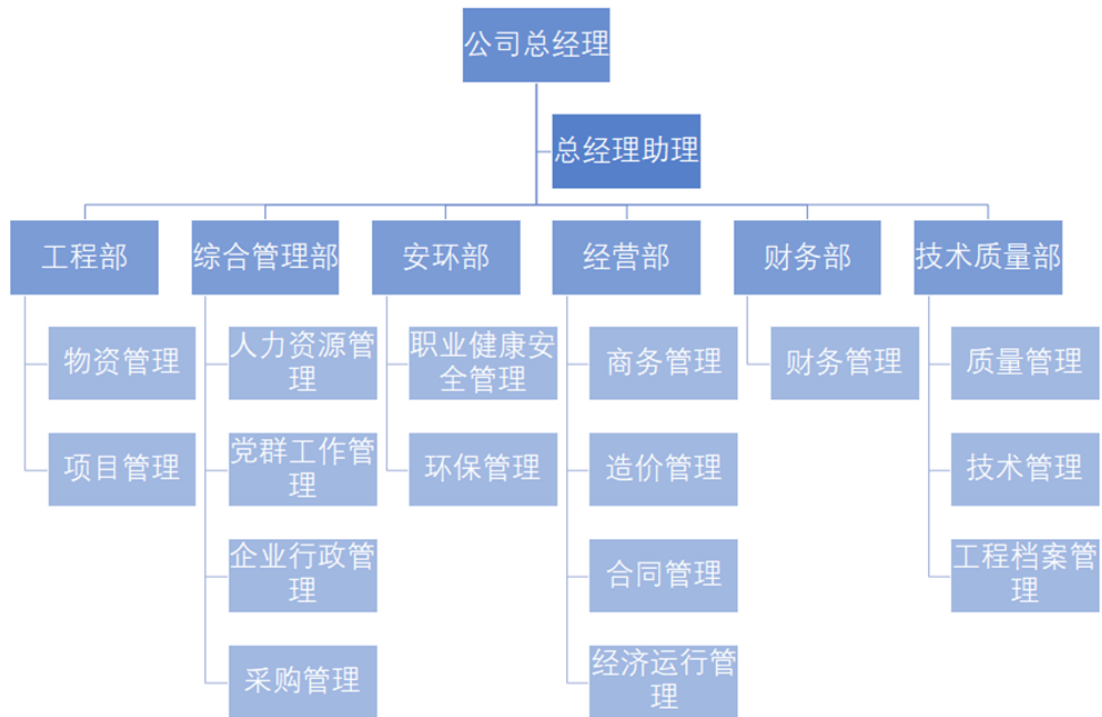 公司总经理
总经理助理
工程部
综合管理部
安环部
经营部
财务部
技术质量部
物资管理
人力资源管
理
职业健康安
全管理
商务管理
财务管理
质量管理
项目管理
党群工作管
理
环保管理
造价管理
技术管理
企业行政管
理
合同管理
工程档案管
理
采购管理
经济运行管
理